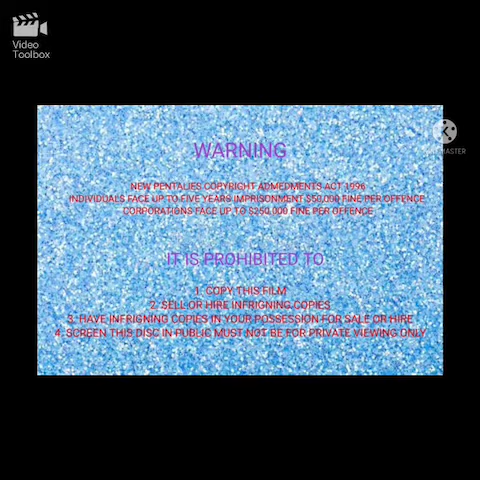 Video
Toolbox
WARNING
MASTER
NEW PENTALIES COPYRIGHT ADMEDMENTS ACT 1996
INDIVIDUALS FACE UP TO FIVE YEARS IMPRISONMENT $50,000 FINE PER OFFENCE
CORPORATIONS FACE UP TO $250,000 FINE PER OFFENCE
IT IS PROHIBITED TO
1. COPY THIS FILM
2. SELL OR HIRE INFRIGNING COPIES
3. HAVE INFRIGNING COPIES IN YOUR POSSESSION FOR SALE OR HIRE
4. SCREEN THIS DISC IN PUBLIC MUST NOT BE FOR PRIVATE VIEWING ONLY